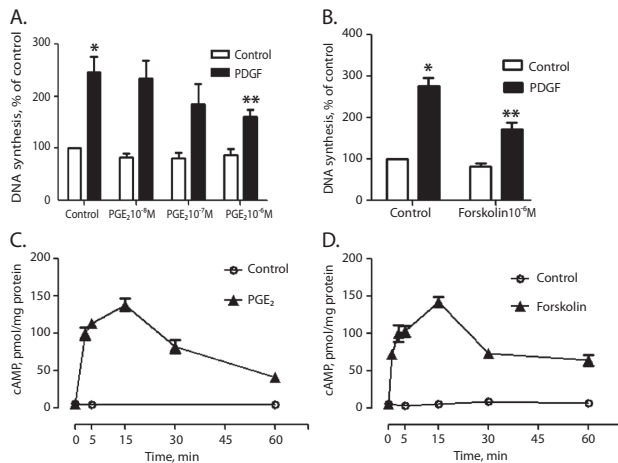 A.
DNA synthesis, % of control
300
200
100
0
*
**
Control
PDGF
Control
PGE₂10⁻⁸M
PGE₂10⁻⁷M
PGE₂10⁻⁶M
B.
DNA synthesis, % of control
400
300
200
100
0
*
**
Control
PDGF
Control
Forskolin10⁻⁶M
C.
cAMP, pmol/mg protein
200
150
100
50
0
Control
PGE₂
0 5 15 30 45 60
Time, min
D.
cAMP, pmol/mg protein
200
150
100
50
0
Control
Forskolin
0 5 15 30 45 60
Time, min